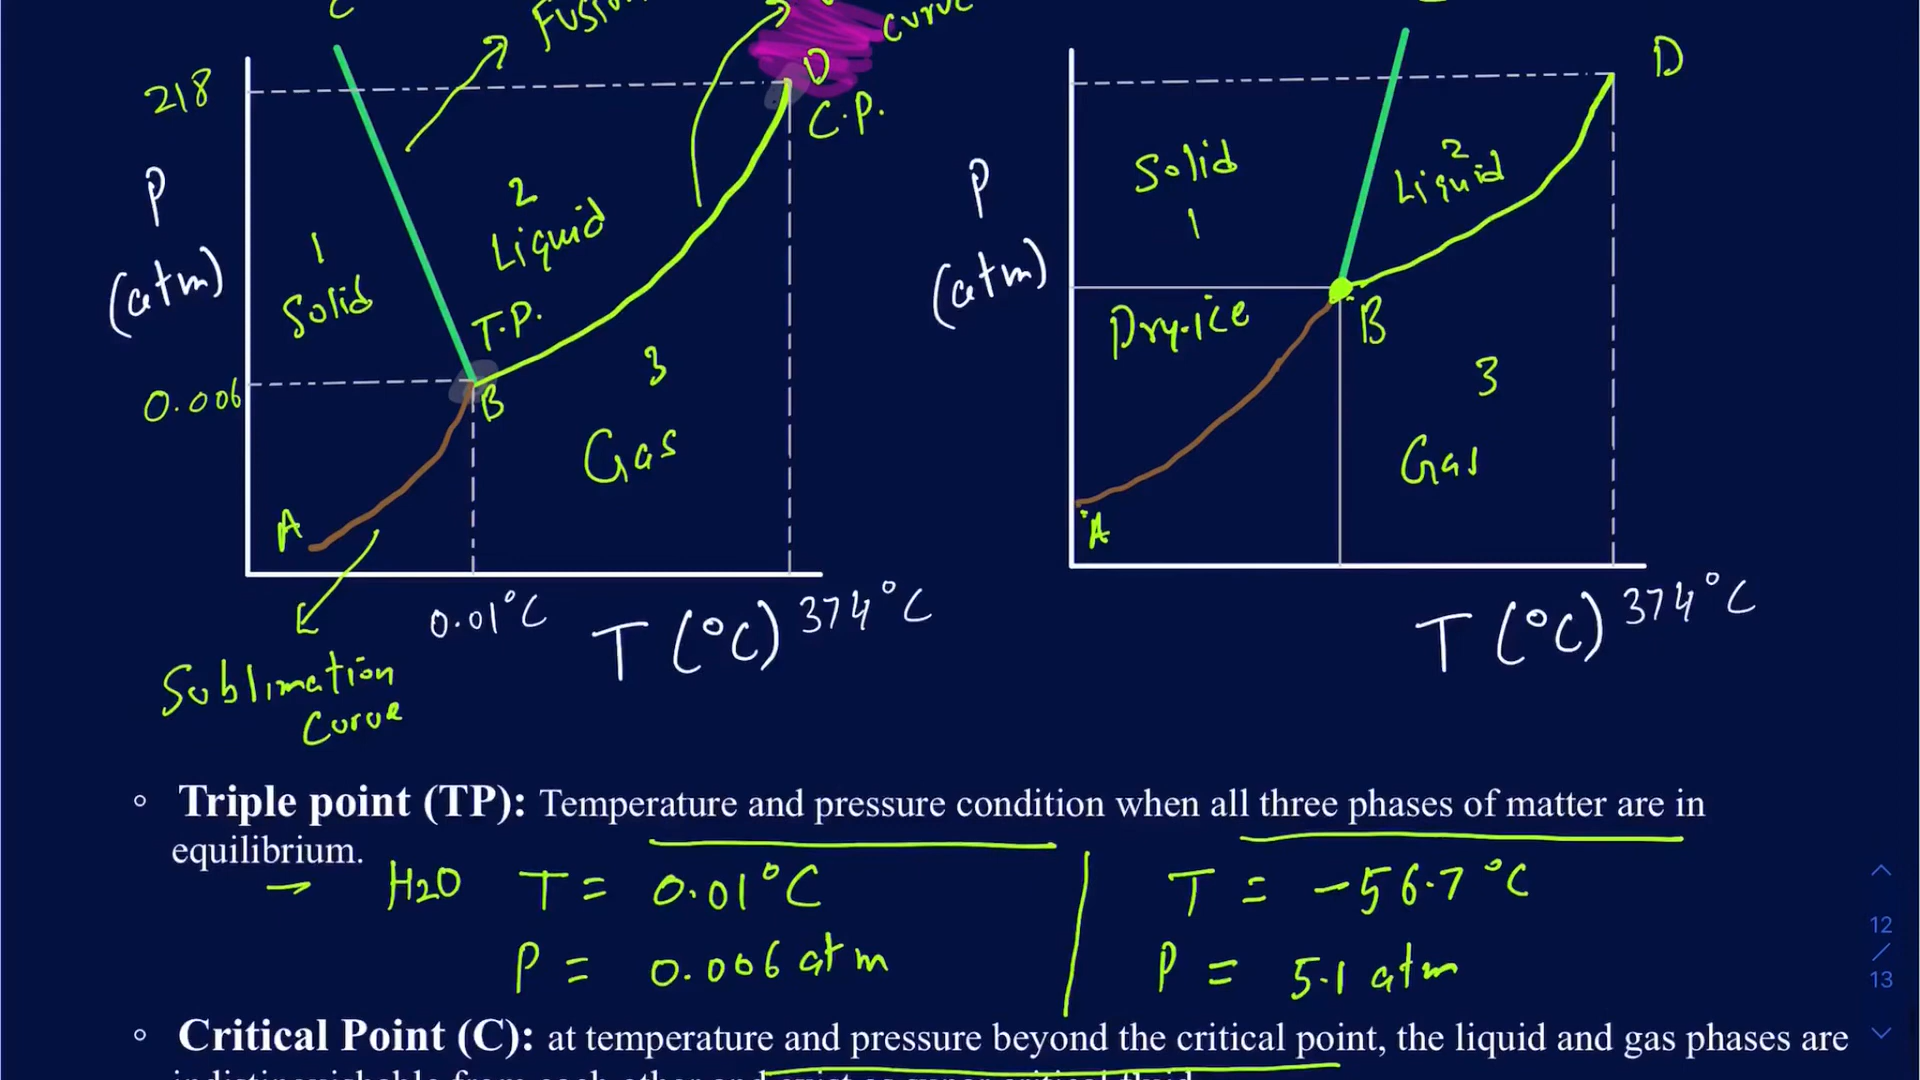 C
Fusion
curve
218
D
C.P.
P
(atm)
1
Solid
2
Liquid
T.P.
0.006
B
3
Gas
A
0.01°C
T (°C)
374°C
Sublimation
Curve
D
P
(atm)
Solid
1
2
Liquid
Dry-ice
B
3
Gas
A
T (°C)
374°C
Triple point (TP): Temperature and pressure condition when all three phases of matter are in
equilibrium.
→ H2O T = 0.01°C
T = -56.7°C
P = 0.006 atm
P = 5.1 atm
Critical Point (C): at temperature and pressure beyond the critical point, the liquid and gas phases are
12
/
13